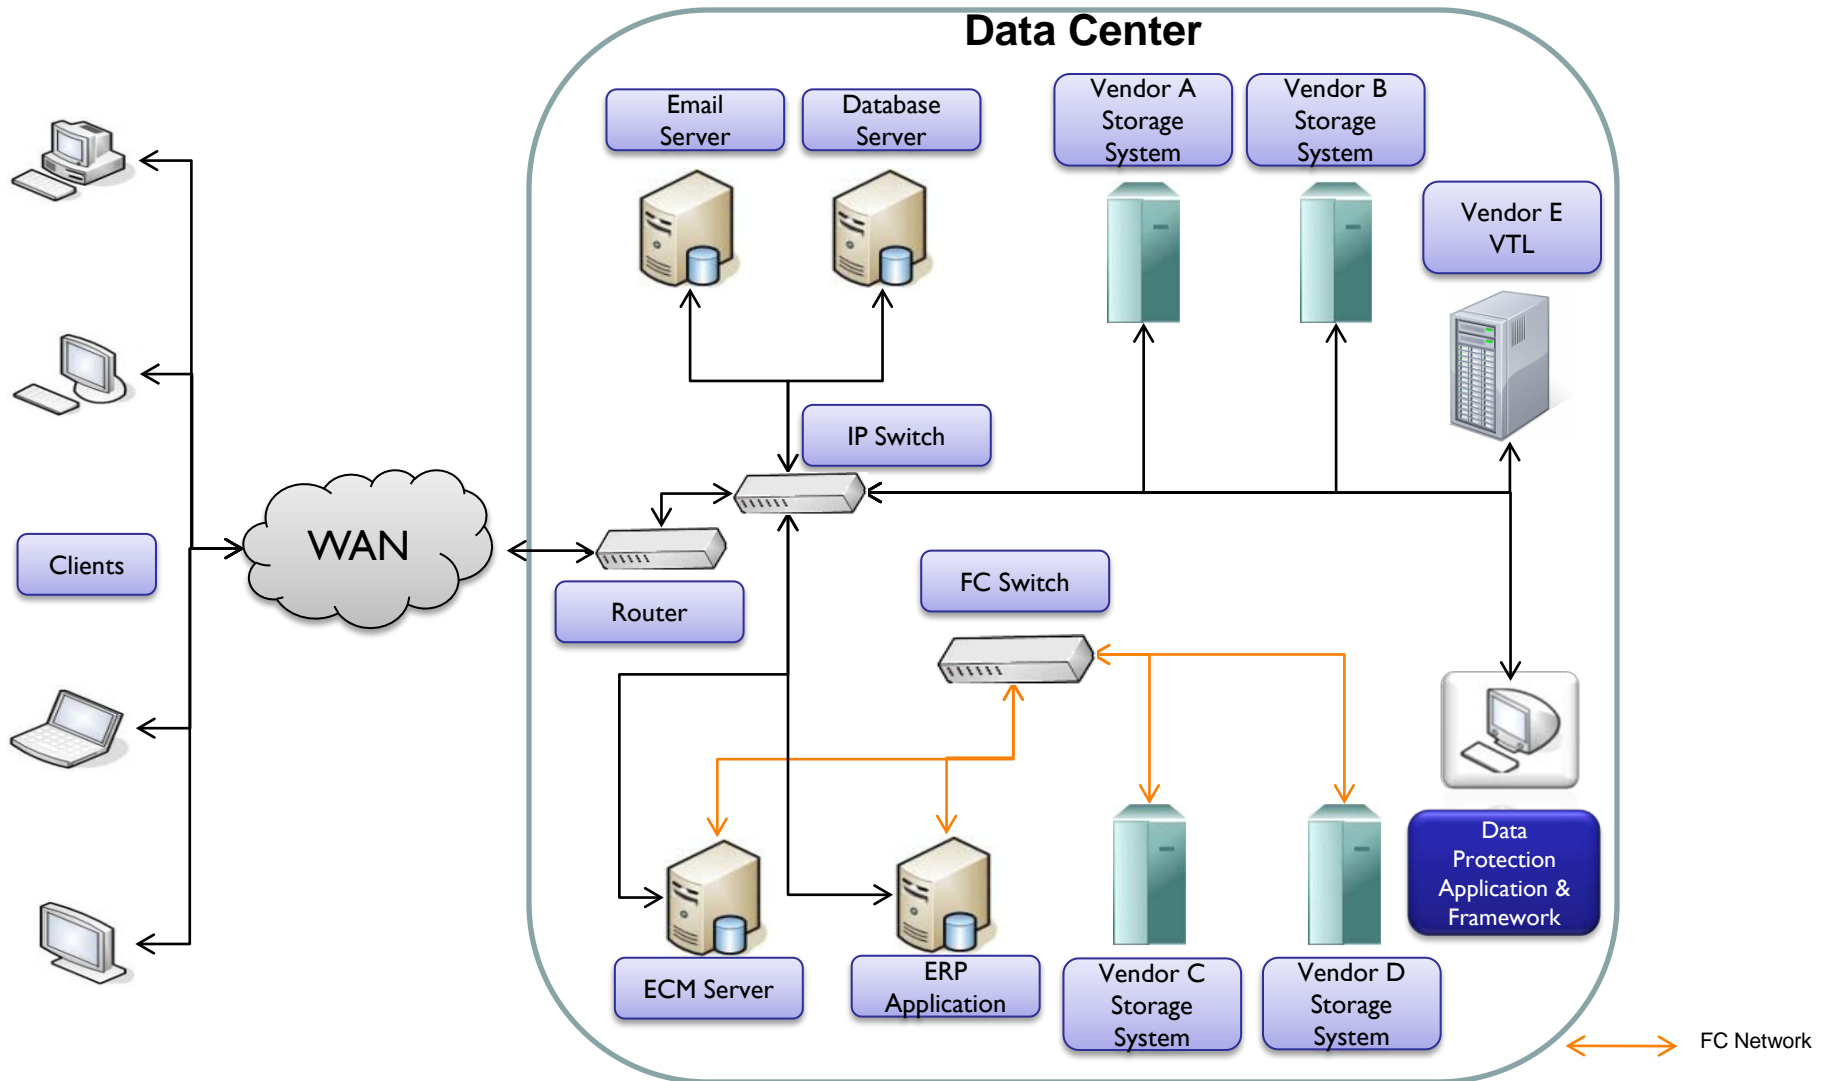 Data Center
Email
Server
Database
Server
Vendor A
Storage
System
Vendor B
Storage
System
Vendor E
VTL
IP Switch
WAN
Clients
Router
FC Switch
Data
Protection
Application &
Framework
ECM Server
ERP
Application
Vendor C
Storage
System
Vendor D
Storage
System
FC Network